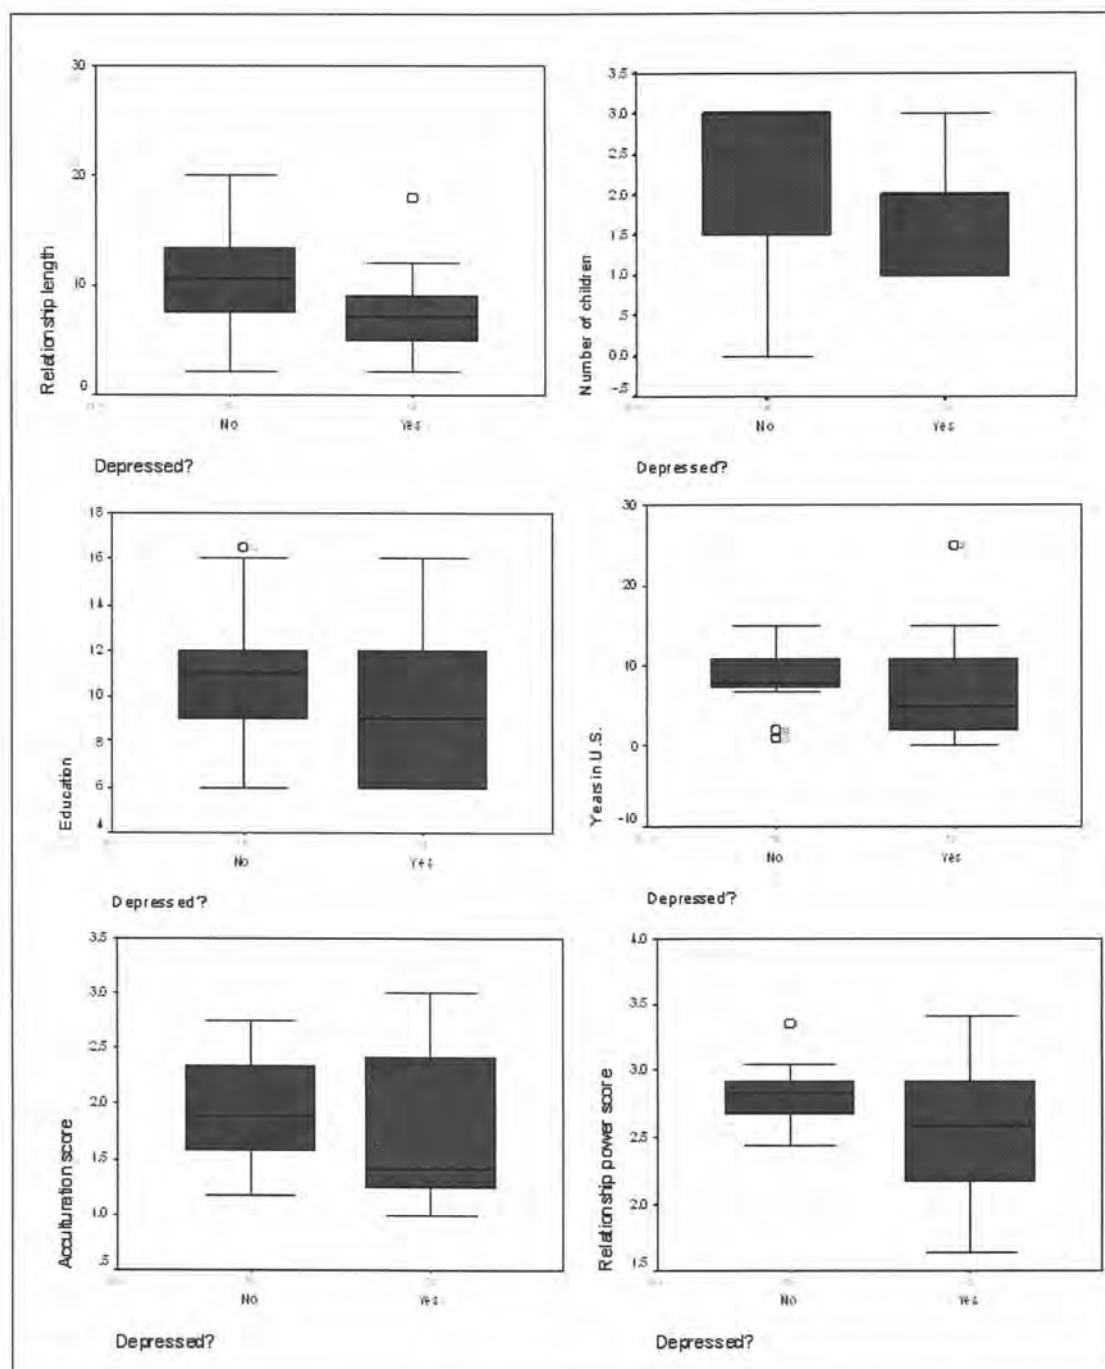 30
20
10
0
Relationship length
No Yes
Depressed?
3.5
3.0
2.5
2.0
1.5
1.0
.5
0.0
-.5
Number of children
No Yes
Depressed?
18
16
14
12
10
8
6
4
Education
No Yes
Depressed?
30
20
10
0
-10
Years in U.S.
No Yes
Depressed?
3.5
3.0
2.5
2.0
1.5
1.0
.5
Acculturation score
No Yes
Depressed?
4.0
3.5
3.0
2.5
2.0
1.5
Relationship power score
No Yes
Depressed?